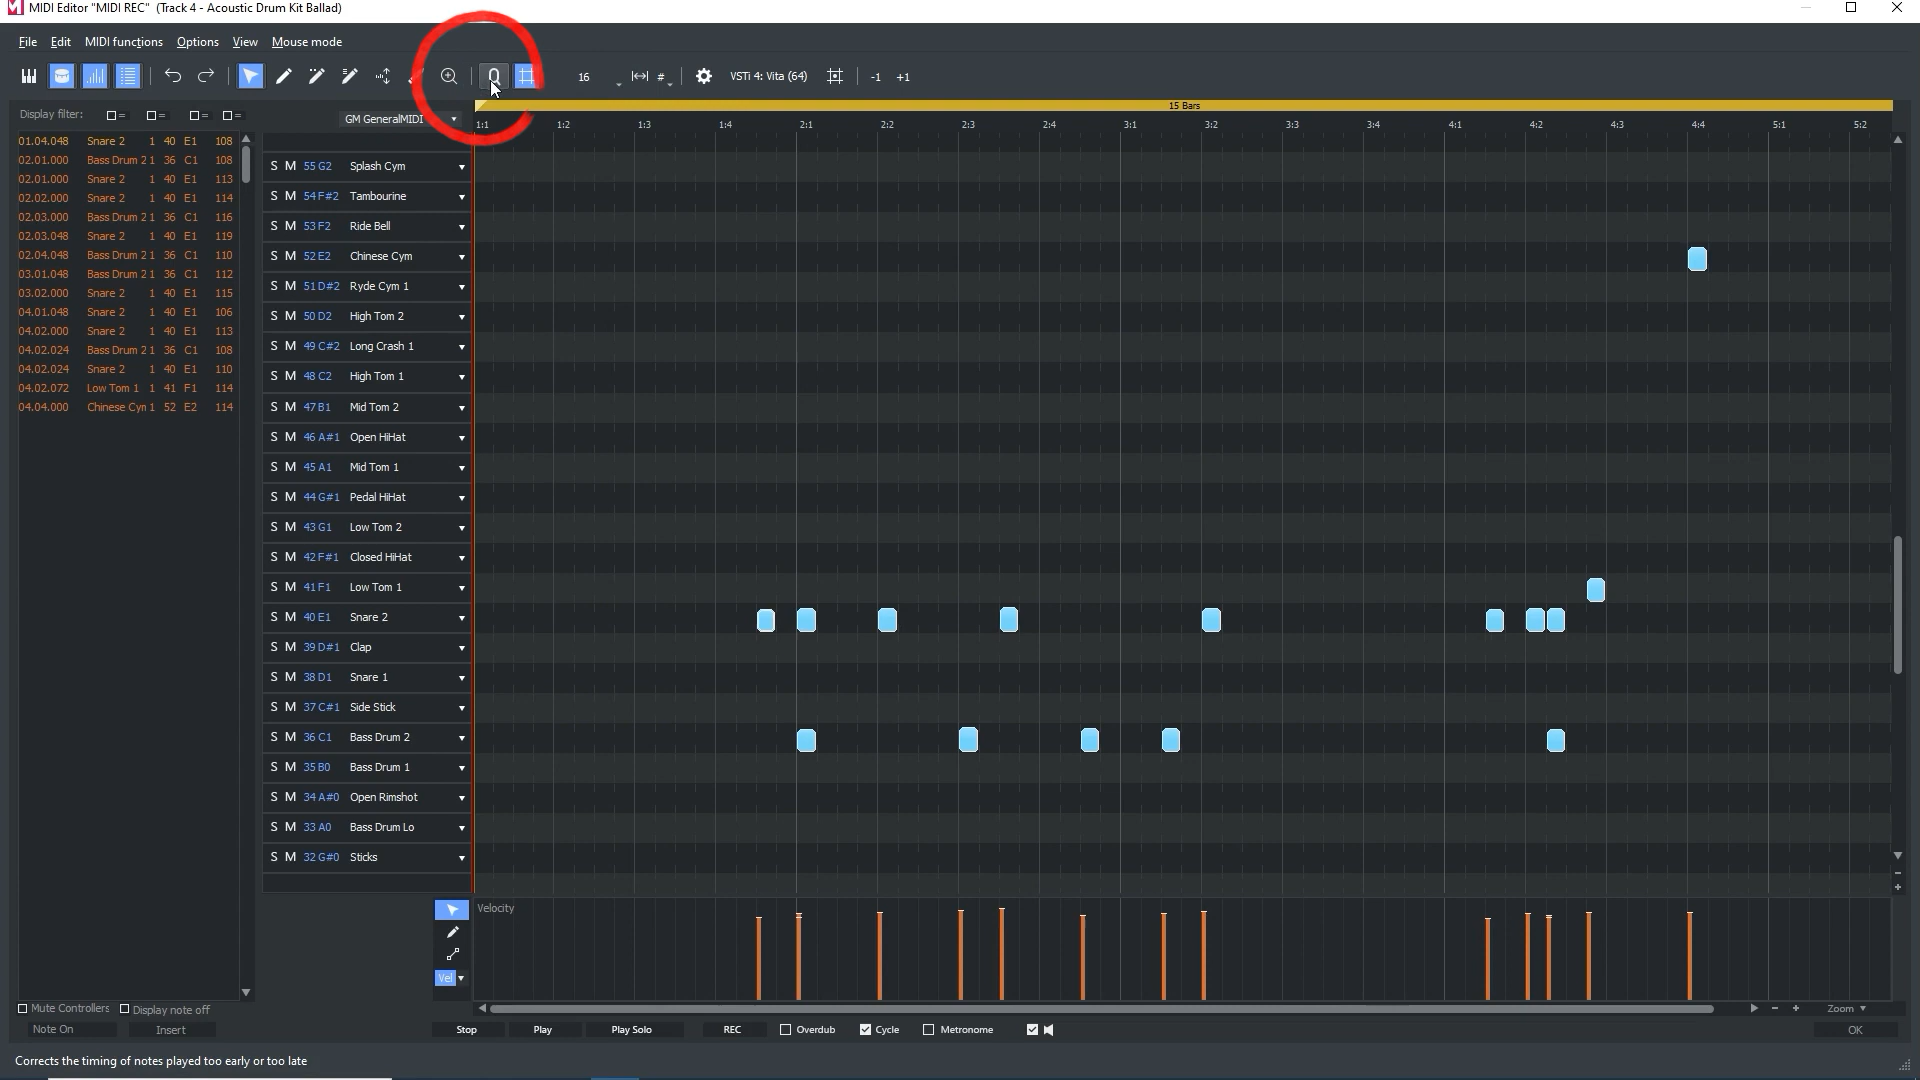 MIDI Editor "MIDI REC" (Track 4 - Acoustic Drum Kit Ballad)
File Edit MIDI functions Options View Mouse mode
16 # VSTi 4: Vita (64) -1 +1
Display filter: = = = =
GM GeneralMIDI
15 Bars
1:1 1:2 1:3 1:4 2:1 2:2 2:3 2:4 3:1 3:2 3:3 3:4 4:1 4:2 4:3 4:4 5:1 5:2
01.04.048 Snare 2 1 40 E1 108
02.01.000 Bass Drum 2 1 36 C1 108
02.01.000 Snare 2 1 40 E1 113
02.02.000 Snare 2 1 40 E1 114
02.03.000 Bass Drum 2 1 36 C1 116
02.03.048 Snare 2 1 40 E1 119
02.04.048 Bass Drum 2 1 36 C1 110
03.01.048 Bass Drum 2 1 36 C1 112
03.02.000 Snare 2 1 40 E1 115
04.01.048 Snare 2 1 40 E1 106
04.02.000 Snare 2 1 40 E1 113
04.02.024 Bass Drum 2 1 36 C1 108
04.02.024 Snare 2 1 40 E1 110
04.02.072 Low Tom 1 1 41 F1 114
04.04.000 Chinese Cyn 1 52 E2 114
S M 55 G2 Splash Cym
S M 54 F#2 Tambourine
S M 53 F2 Ride Bell
S M 52 E2 Chinese Cym
S M 51 D#2 Ryde Cym 1
S M 50 D2 High Tom 2
S M 49 C#2 Long Crash 1
S M 48 C2 High Tom 1
S M 47 B1 Mid Tom 2
S M 46 A#1 Open HiHat
S M 45 A1 Mid Tom 1
S M 44 G#1 Pedal HiHat
S M 43 G1 Low Tom 2
S M 42 F#1 Closed HiHat
S M 41 F1 Low Tom 1
S M 40 E1 Snare 2
S M 39 D#1 Clap
S M 38 D1 Snare 1
S M 37 C#1 Side Stick
S M 36 C1 Bass Drum 2
S M 35 B0 Bass Drum 1
S M 34 A#0 Open Rimshot
S M 33 A0 Bass Drum Lo
S M 32 G#0 Sticks
Velocity
Vel
Mute Controllers Display note off
Zoom
Note On Insert
Stop Play Play Solo REC Overdub Cycle Metronome OK
Corrects the timing of notes played too early or too late